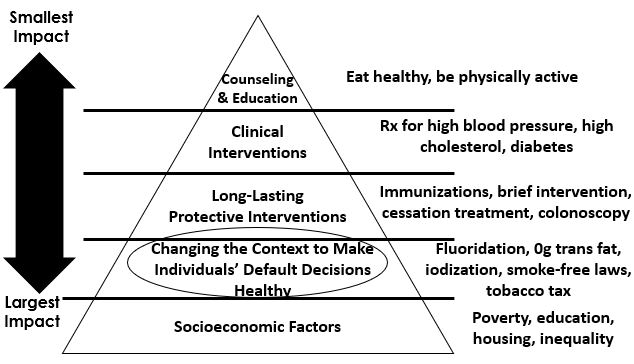 Smallest
Impact
Counseling
& Education
Eat healthy, be physically active
Clinical
Interventions
Rx for high blood pressure, high
cholesterol, diabetes
Long-Lasting
Protective Interventions
Immunizations, brief intervention,
cessation treatment, colonoscopy
Changing the Context to Make
Individuals’ Default Decisions
Healthy
Fluoridation, 0g trans fat,
iodization, smoke-free laws,
tobacco tax
Largest
Impact
Socioeconomic Factors
Poverty, education,
housing, inequality